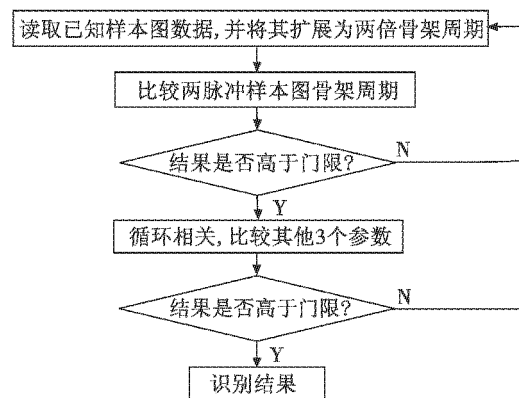 读取已知样本图数据,并将其扩展为两倍骨架周期
比较两脉冲样本图骨架周期
结果是否高于门限?
N
Y
循环相关,比较其他3个参数
结果是否高于门限?
N
Y
识别结果